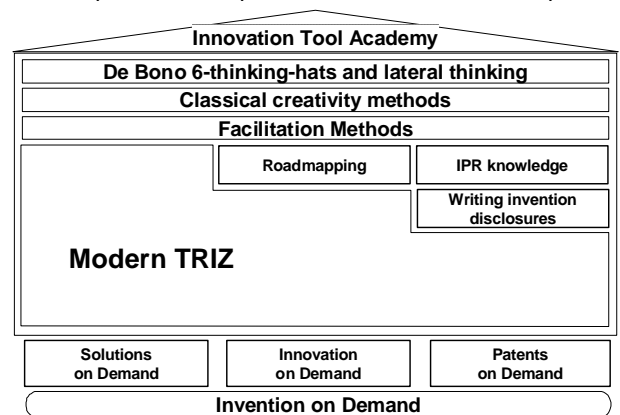 Innovation Tool Academy
De Bono 6-thinking-hats and lateral thinking
Classical creativity methods
Facilitation Methods
Roadmapping
IPR knowledge
Writing invention
disclosures
Modern TRIZ
Solutions
on Demand
Innovation
on Demand
Patents
on Demand
Invention on Demand